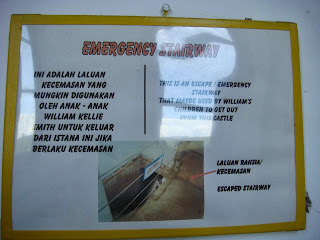 EMERGENCY STAIRWAY
INI ADALAH LALUAN
KECEMASAN YANG
MUNGKIN DIGUNAKAN
OLEH ANAK - ANAK
WILLIAM KELLIE
SMITH UNTUK KELUAR
DARI ISTANA INI JIKA
BERLAKU KECEMASAN
THIS IS AN ESCAPE / EMERGENCY
STAIRWAY
THAT MAYBE USED BY WILLIAM'S
CHILDREN TO GET OUT
FROM THIS CASTLE
LALUAN RAHSIA/
KECEMASAN
ESCAPED STAIRWAY